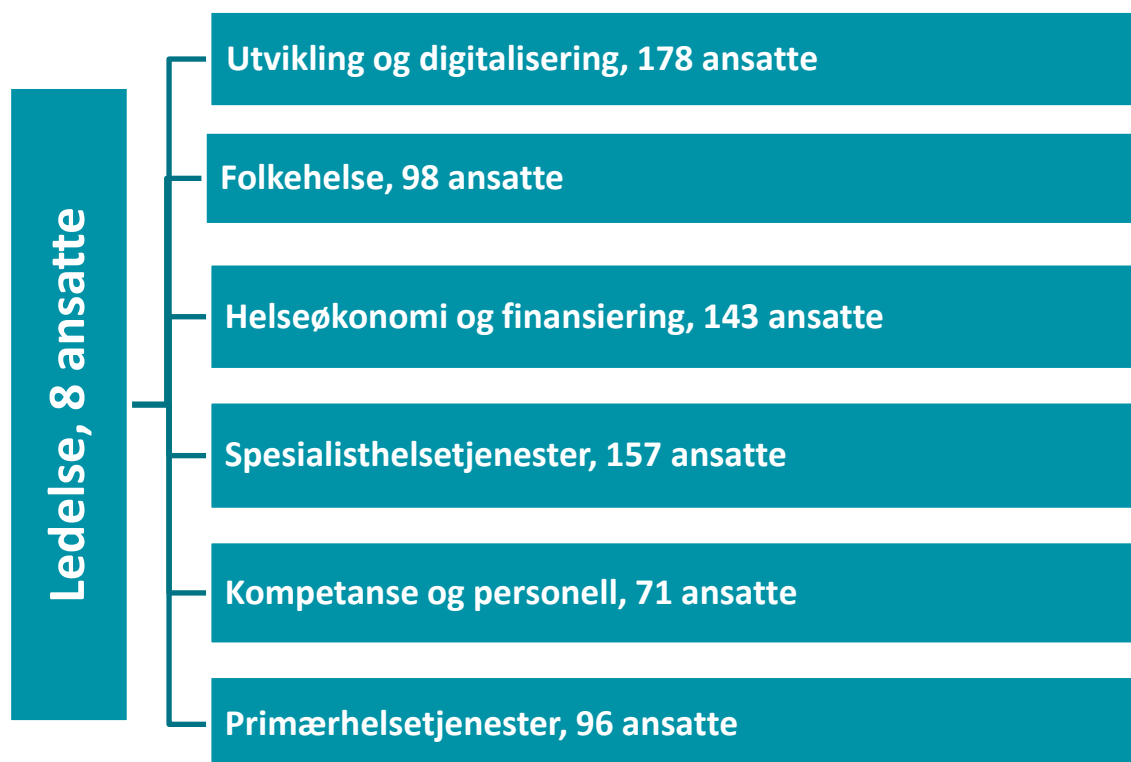 Ledelse, 8 ansatte
Utvikling og digitalisering, 178 ansatte
Folkehelse, 98 ansatte
Helseøkonomi og finansiering, 143 ansatte
Spesialisthelsetjenester, 157 ansatte
Kompetanse og personell, 71 ansatte
Primærhelsetjenester, 96 ansatte